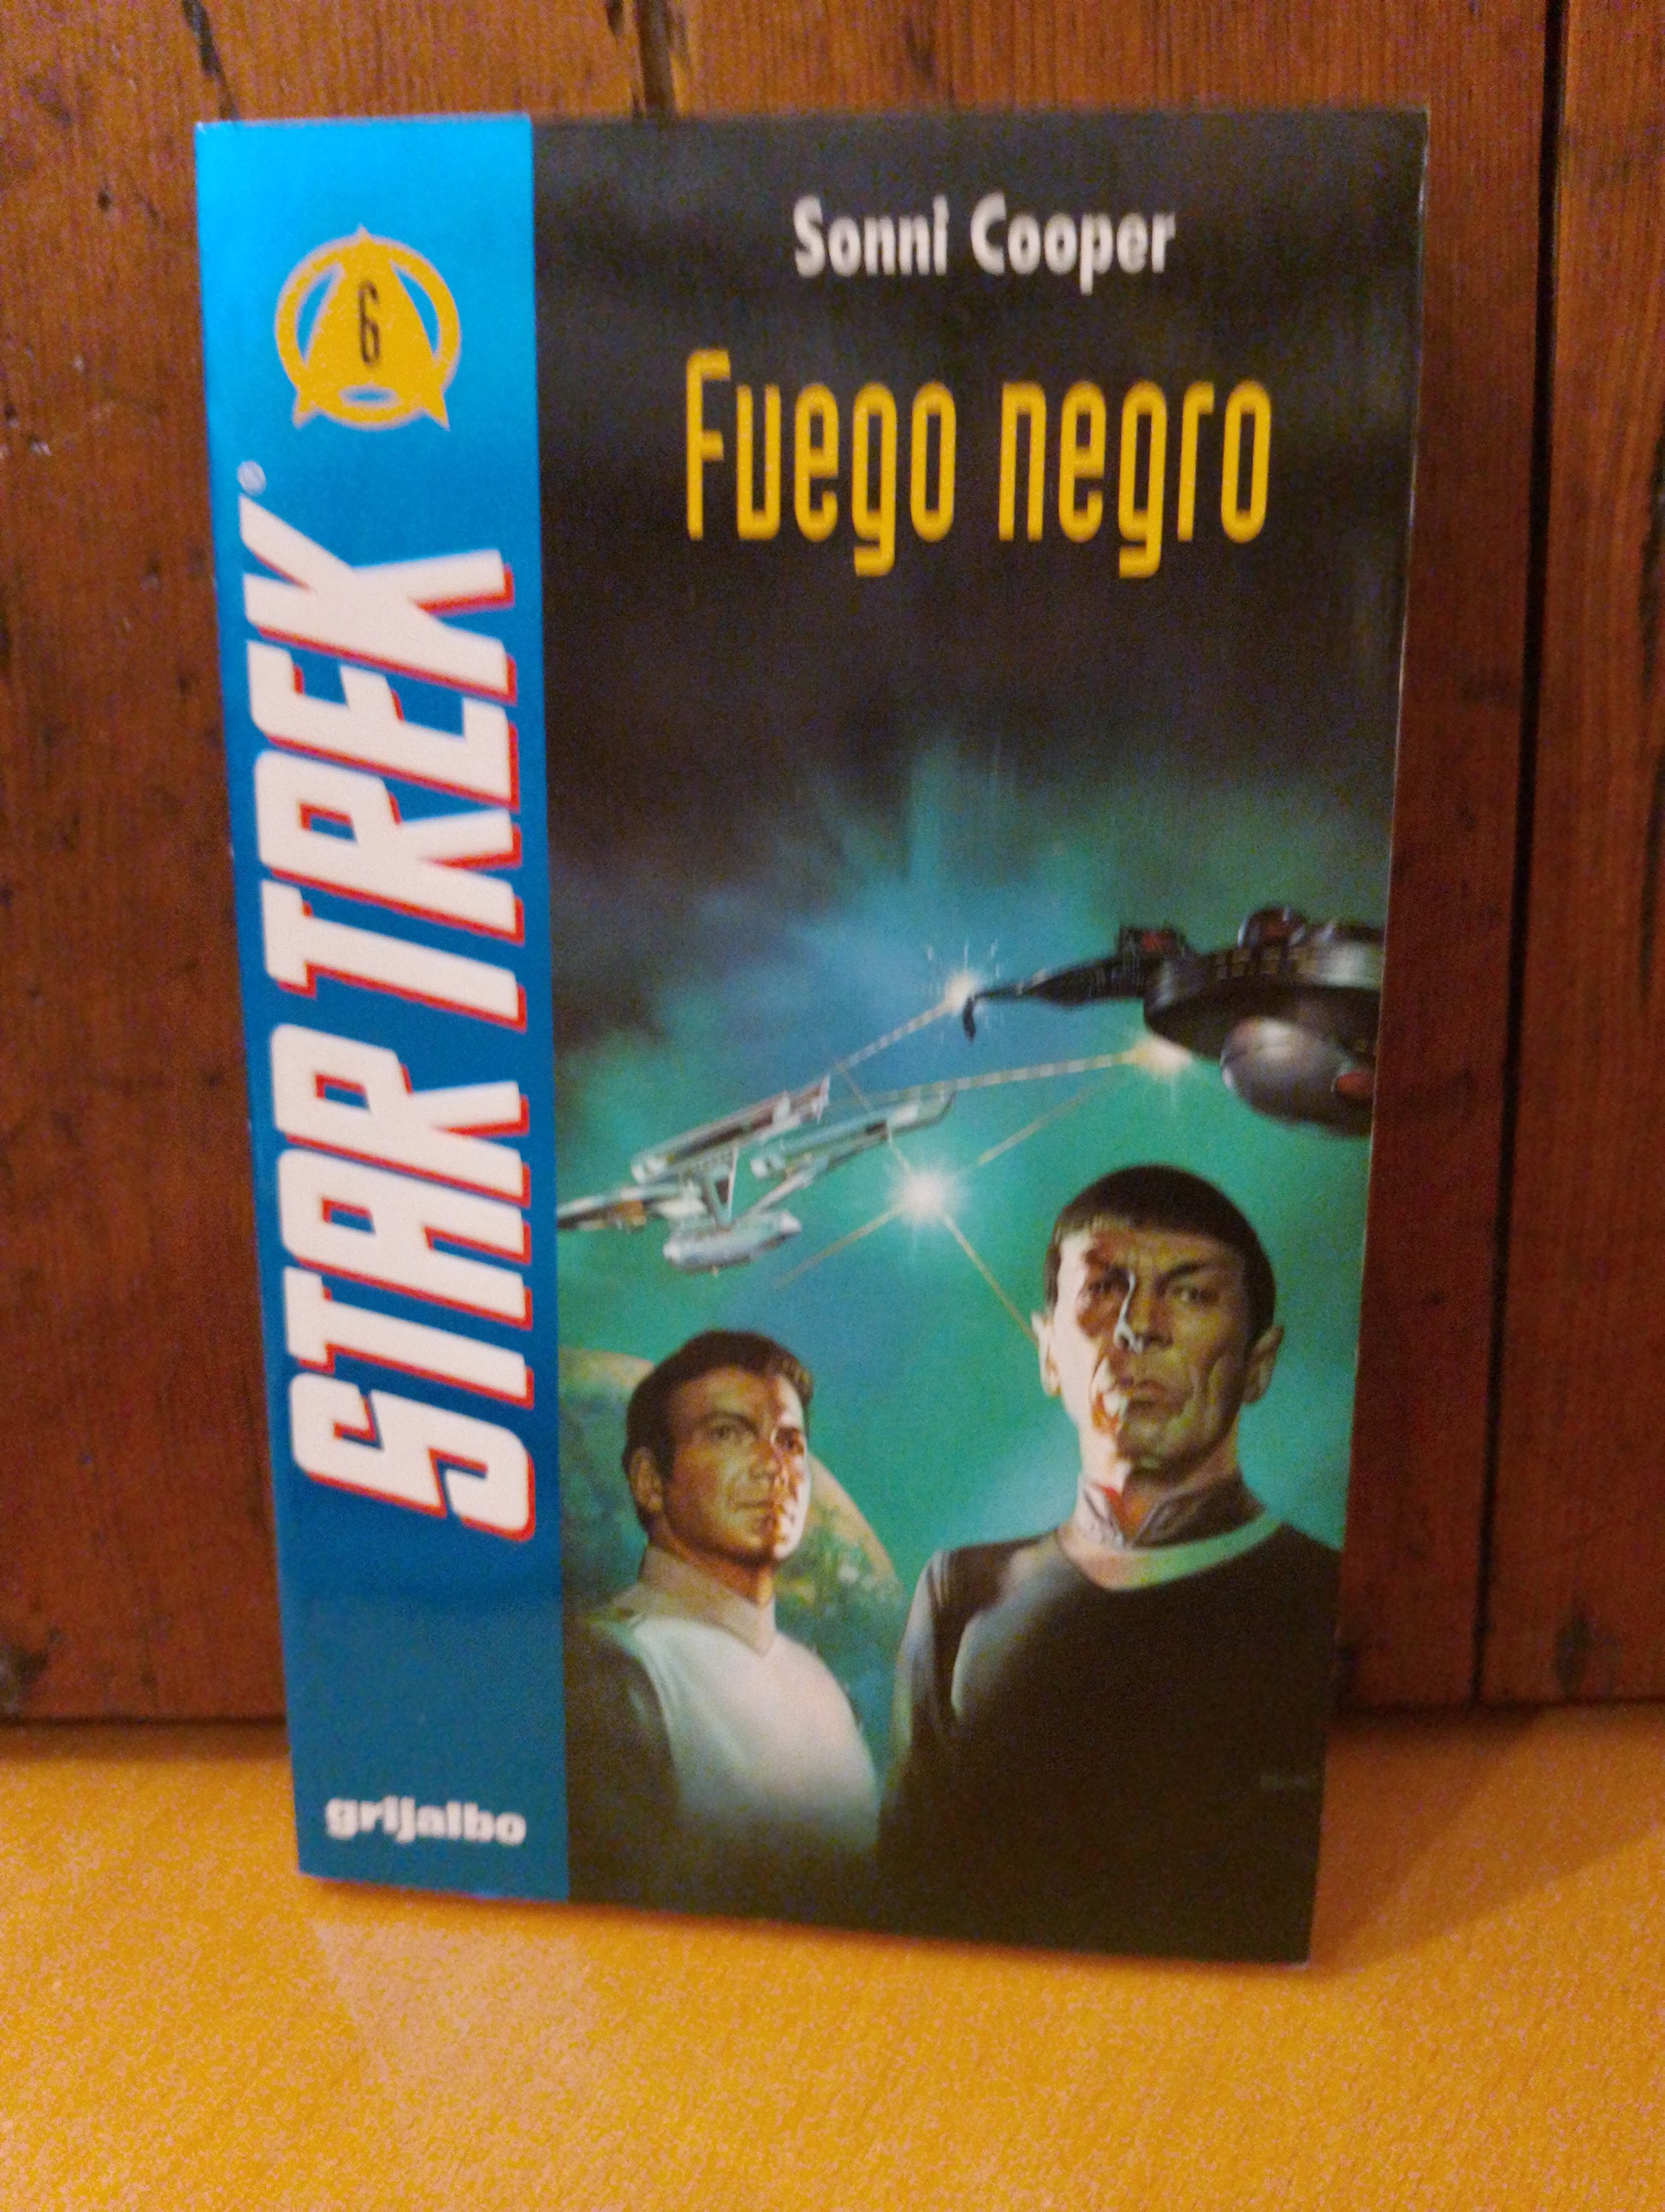 6
STAR TREK®
grijalbo
Sonni Cooper
Fuego negro